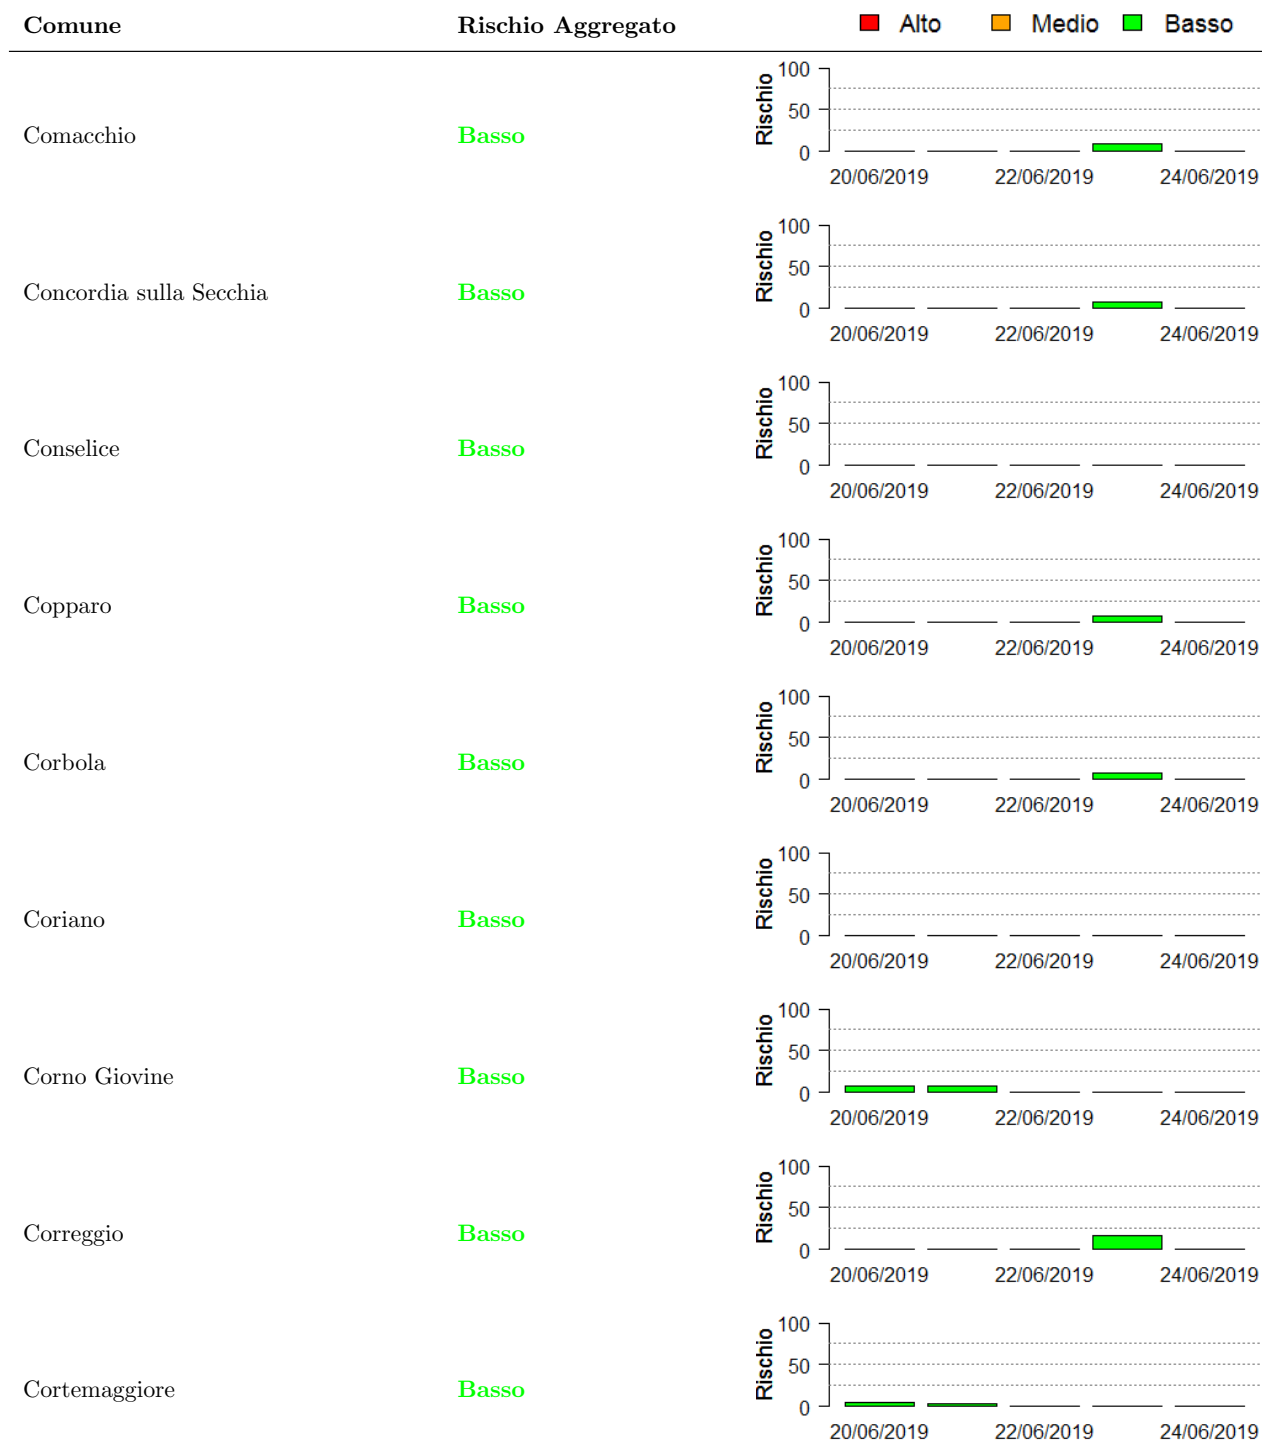 Comune Rischio Aggregato Alto Medio Basso
100
50
0
Rischio
Comacchio Basso
20/06/2019 22/06/2019 24/06/2019
100
50
0
Rischio
Concordia sulla Secchia Basso
20/06/2019 22/06/2019 24/06/2019
100
50
0
Rischio
Conselice Basso
20/06/2019 22/06/2019 24/06/2019
100
50
0
Rischio
Copparo Basso
20/06/2019 22/06/2019 24/06/2019
100
50
0
Rischio
Corbola Basso
20/06/2019 22/06/2019 24/06/2019
100
50
0
Rischio
Coriano Basso
20/06/2019 22/06/2019 24/06/2019
100
50
0
Rischio
Corno Giovine Basso
20/06/2019 22/06/2019 24/06/2019
100
50
0
Rischio
Correggio Basso
20/06/2019 22/06/2019 24/06/2019
100
50
0
Rischio
Cortemaggiore Basso
20/06/2019 22/06/2019 24/06/2019